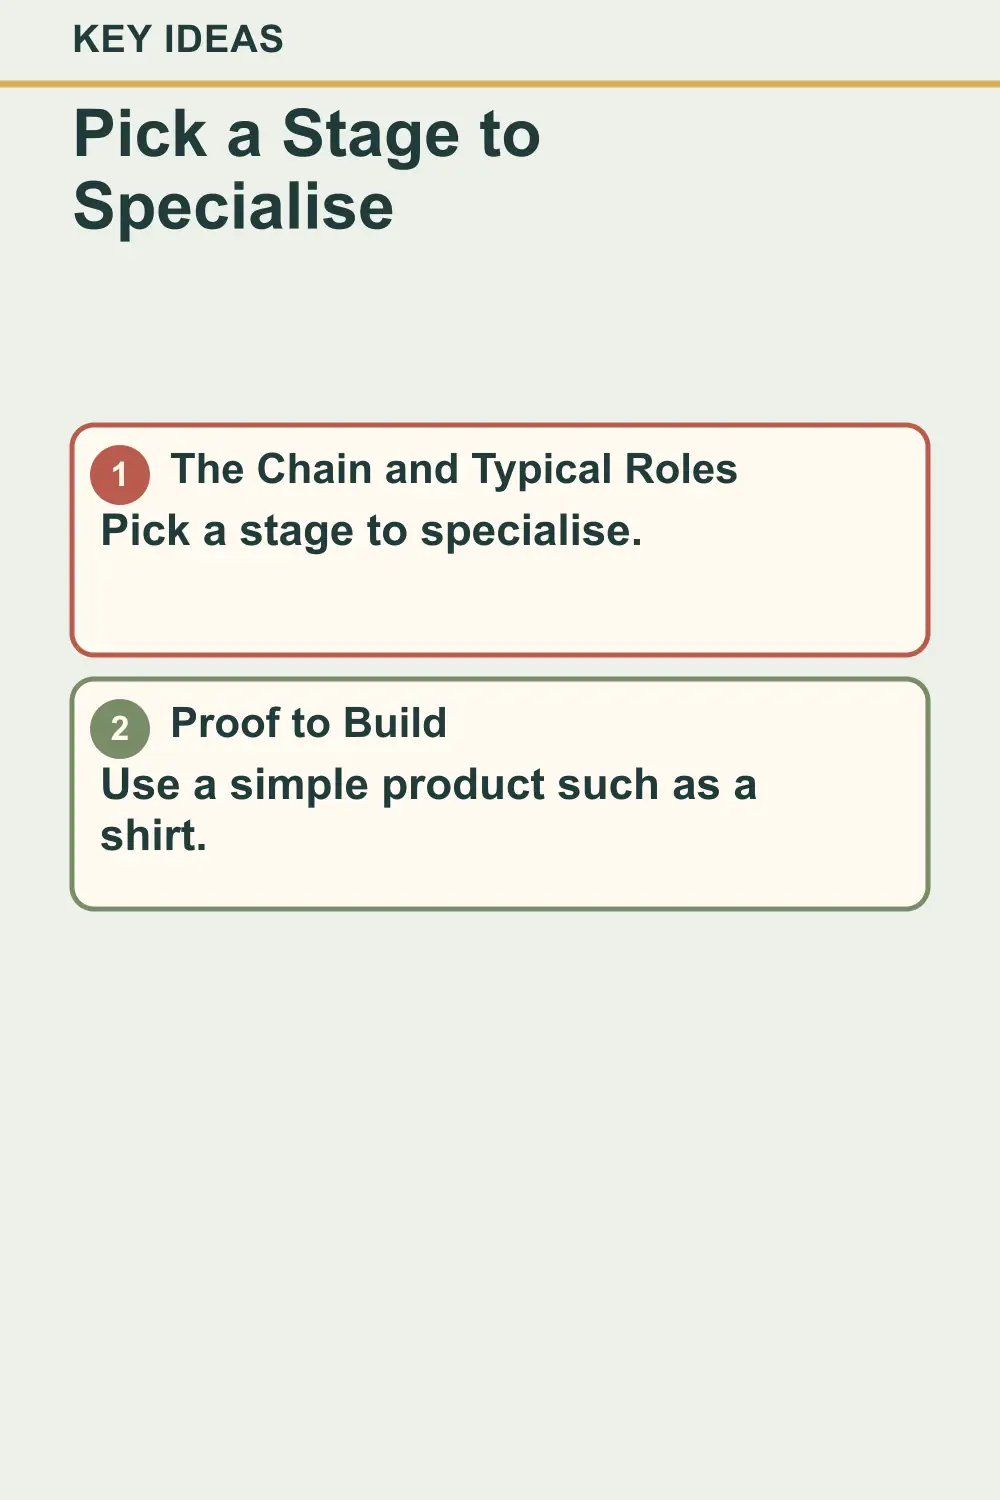 KEY IDEAS
Pick a Stage to
Specialise
1 The Chain and Typical Roles
Pick a stage to specialise.
2 Proof to Build
Use a simple product such as a
shirt.